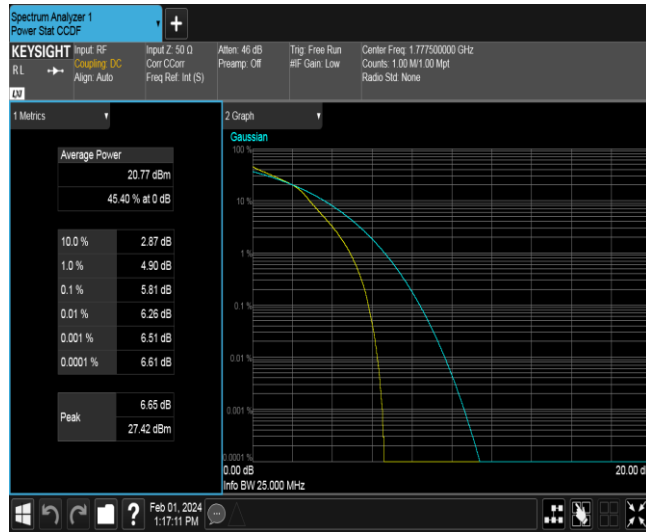 Spectrum Analyzer 1
Power Stat CCDF
+
KEYSIGHT
RL
LXI
Input: RF
Coupling: DC
Align: Auto
Input Z: 50 Ω
Corr CCorr
Freq Ref: Int (S)
Atten: 46 dB
Preamp: Off
Trig: Free Run
#IF Gain: Low
Center Freq: 1.777500000 GHz
Counts: 1.00 M/1.00 Mpt
Radio Std: None
1 Metrics
Average Power
20.77 dBm
45.40 % at 0 dB
10.0 % 2.87 dB
1.0 % 4.90 dB
0.1 % 5.81 dB
0.01 % 6.26 dB
0.001 % 6.51 dB
0.0001 % 6.61 dB
Peak
6.65 dB
27.42 dBm
2 Graph
Gaussian
100 %
10 %
1 %
0.1 %
0.01 %
0.001 %
0.0001 %
0.00 dB
20.00 d
Info BW 25.000 MHz
?
Feb 01, 2024
1:17:11 PM